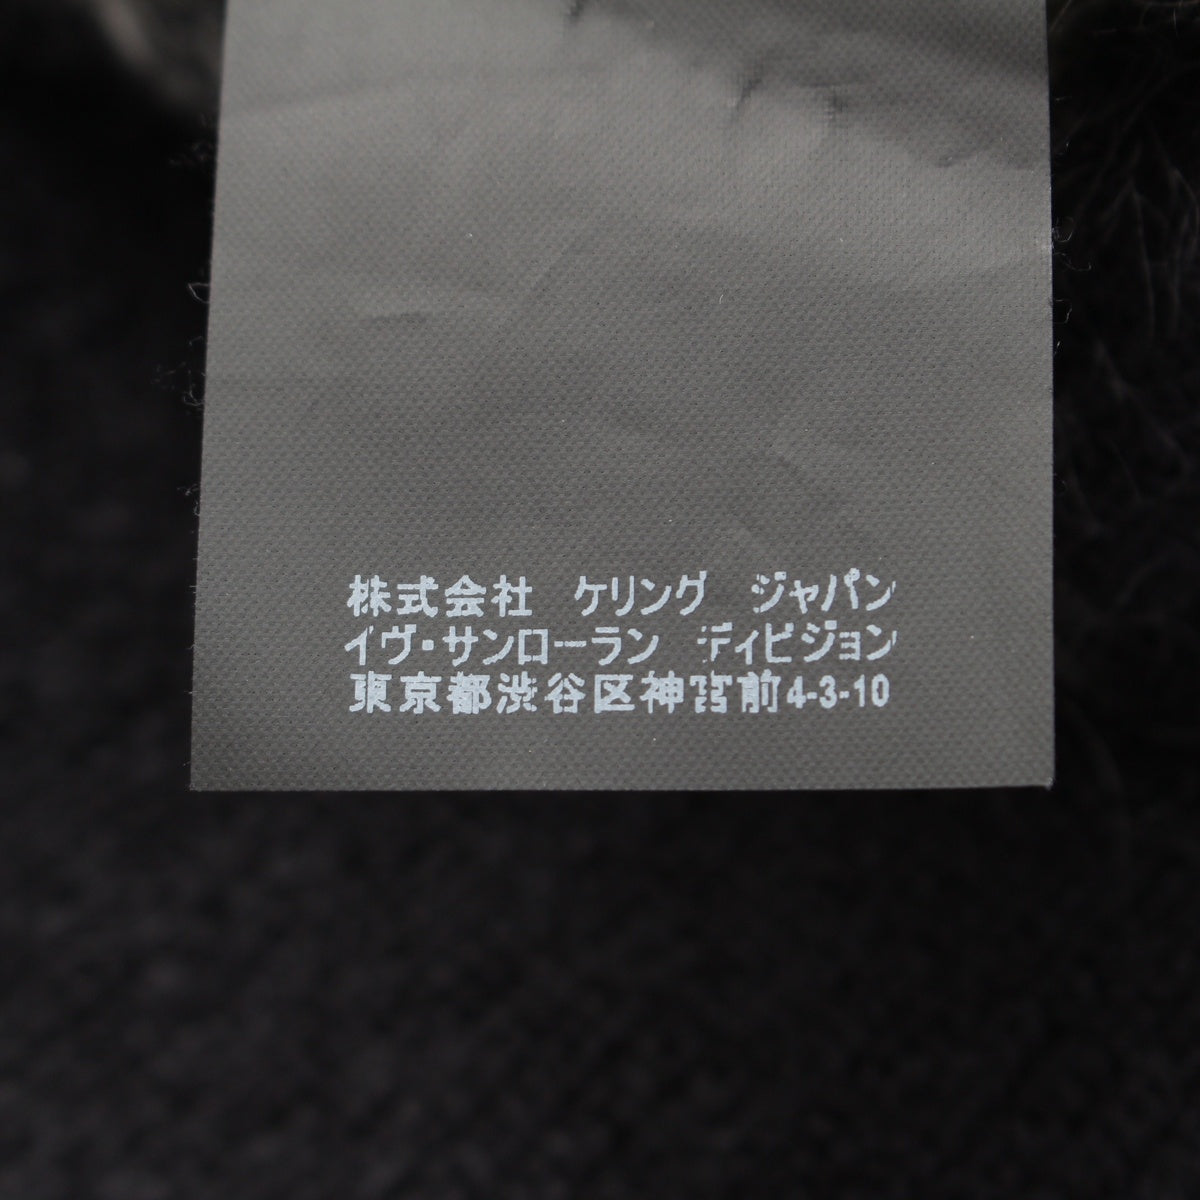 株式会社 ケリング ジャパン
イヴ・サンローラン ディビジョン
東京都渋谷区神宮前4-3-10